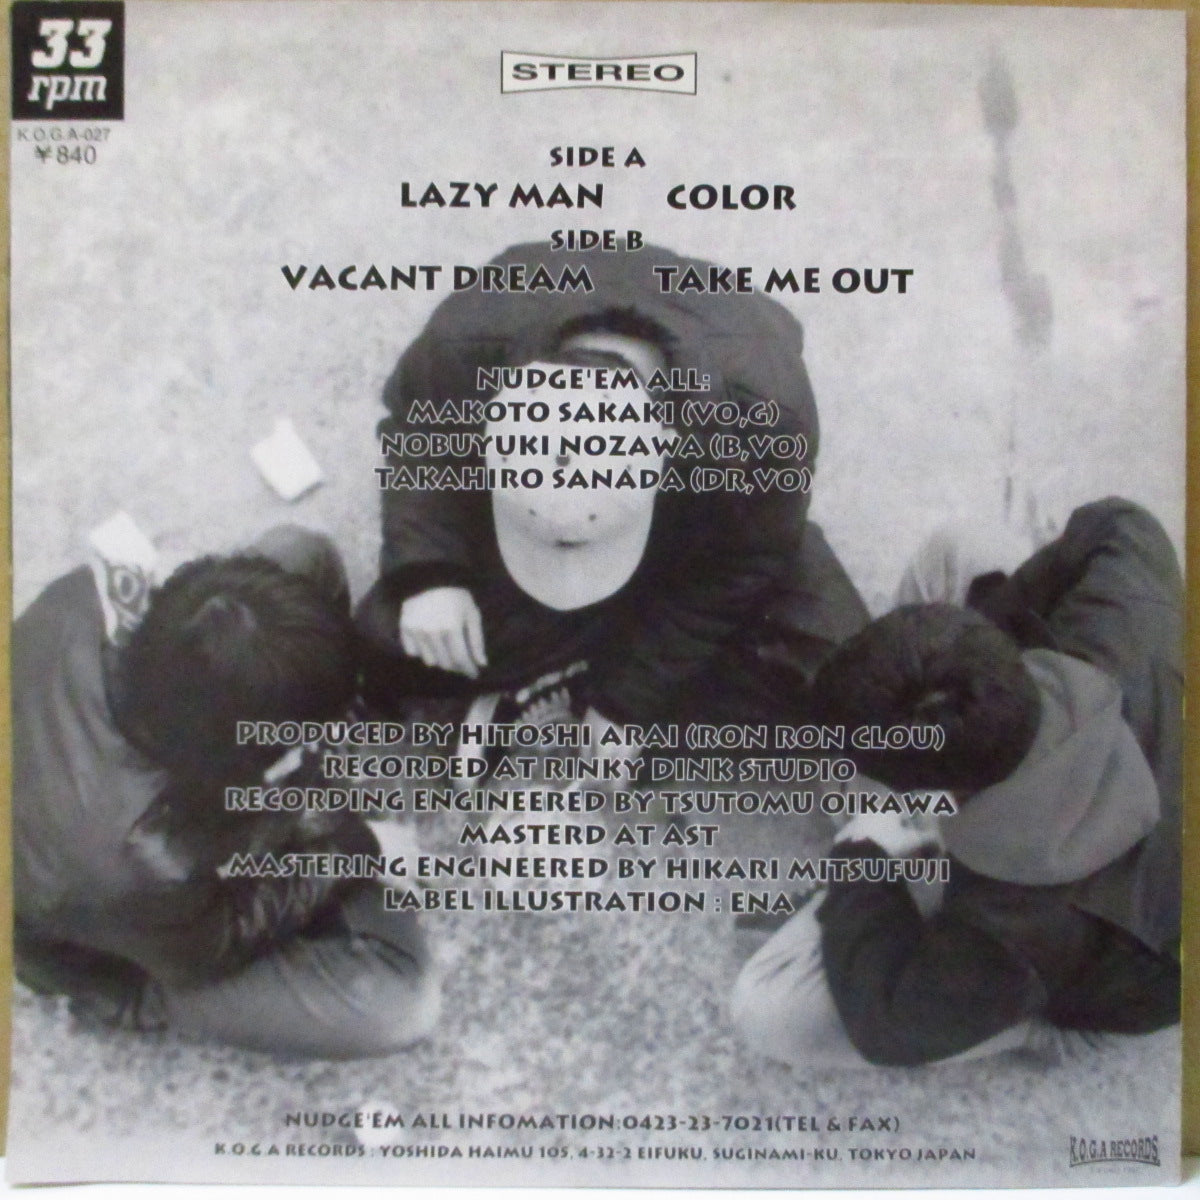 33
rpm
K.O.G.A-027
¥840
STEREO
SIDE A
LAZY MAN COLOR
SIDE B
VACANT DREAM TAKE ME OUT
NUDGE'EM ALL:
MAKOTO SAKAKI (VO,G)
NOBUYUKI NOZAWA (B,VO)
TAKAHIRO SANADA (DR,VO)
PRODUCED BY HITOSHI ARAI (RON RON CLOU)
RECORDED AT RINKY DINK STUDIO
RECORDING ENGINEERED BY TSUTOMU OIKAWA
MASTERD AT AST
MASTERING ENGINEERED BY HIKARI MITSUFUJI
LABEL ILLUSTRATION : ENA
NUDGE'EM ALL INFOMATION:0423-23-7021(TEL & FAX)
K.O.G.A RECORDS : YOSHIDA HAIMU 105, 4-32-2 EIFUKU, SUGINAMI-KU, TOKYO JAPAN
K.O.G.A RECORDS